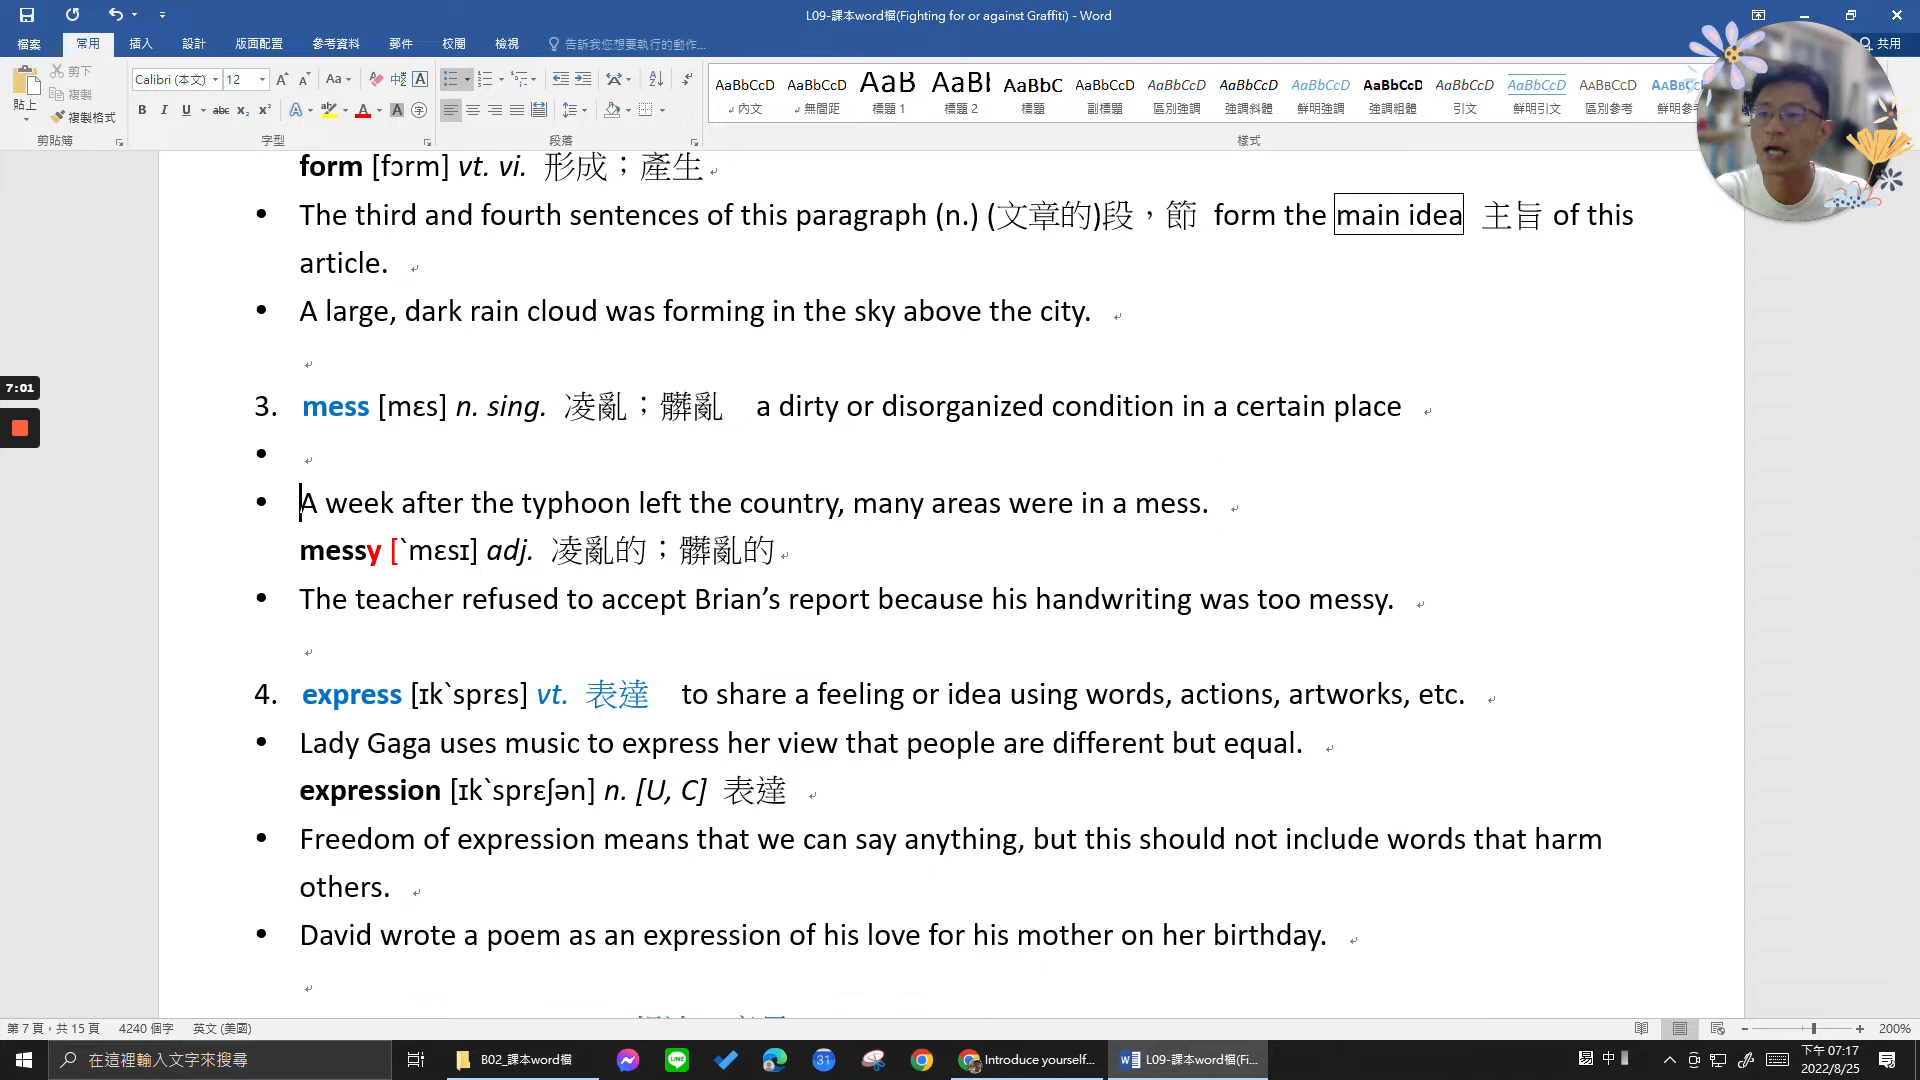 L09-課本word檔(Fighting for or against Graffiti) - Word
檔案 常用 插入 設計 版面配置 參考資料 郵件 校閱 檢視 告訴我您想要執行的動作... 共用
貼上 剪下 複製 複製格式
Calibri (本文) 12
AaBbCcD AaBbCcD AaB AaBl AaBbC AaBbCcD AaBbCcD AaBbCcD AaBbCcD AaBbCcD AaBbCcD AaBbCcD AaBbCcD
內文 無間距 標題 1 標題 2 標題 副標題 區別強調 強調斜體 鮮明強調 強調粗體 引文 鮮明引文 區別參考
剪貼簿 字型 段落 樣式
form [fɔrm] vt. vi. 形成；產生
• The third and fourth sentences of this paragraph (n.) (文章的)段，節 form the main idea 主旨 of this
article.
• A large, dark rain cloud was forming in the sky above the city.
7:01
3. mess [mɛs] n. sing. 凌亂；髒亂 a dirty or disorganized condition in a certain place
•
• A week after the typhoon left the country, many areas were in a mess.
messy [ˋmɛsɪ] adj. 凌亂的；髒亂的
• The teacher refused to accept Brian’s report because his handwriting was too messy.
4. express [ɪkˋsprɛs] vt. 表達 to share a feeling or idea using words, actions, artworks, etc.
• Lady Gaga uses music to express her view that people are different but equal.
expression [ɪkˋsprɛʃən] n. [U, C] 表達
• Freedom of expression means that we can say anything, but this should not include words that harm
others.
• David wrote a poem as an expression of his love for his mother on her birthday.
第 7 頁，共 15 頁 4240 個字 英文 (美國) 200%
在這裡輸入文字來搜尋 B02_課本word檔 31 Introduce yourself... L09-課本word檔(Fi... 中 下午 07:17
2022/8/25